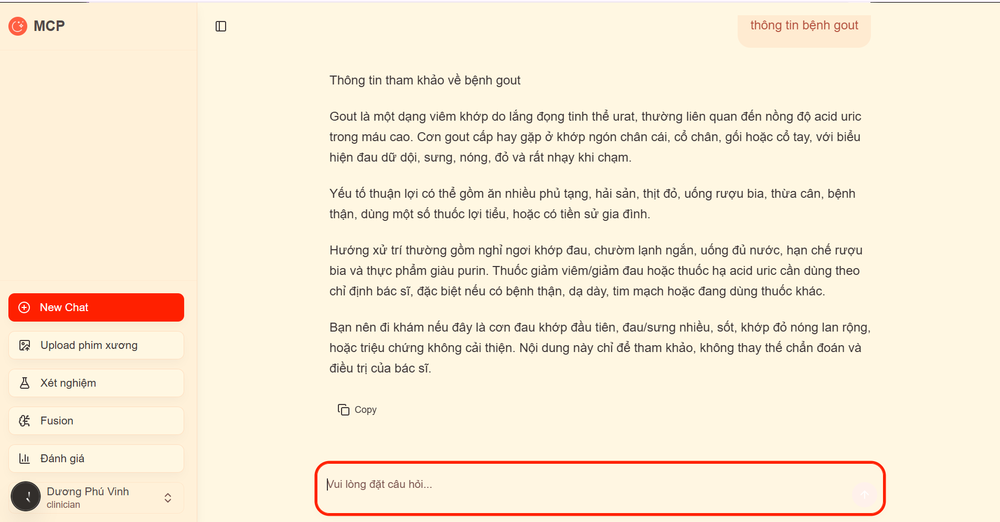 MCP
thông tin bệnh gout
Thông tin tham khảo về bệnh gout
Gout là một dạng viêm khớp do lắng đọng tinh thể urat, thường liên quan đến nồng độ acid uric
trong máu cao. Cơn gout cấp hay gặp ở khớp ngón chân cái, cổ chân, gối hoặc cổ tay, với biểu
hiện đau dữ dội, sưng, nóng, đỏ và rất nhạy khi chạm.
Yếu tố thuận lợi có thể gồm ăn nhiều phủ tạng, hải sản, thịt đỏ, uống rượu bia, thừa cân, bệnh
thận, dùng một số thuốc lợi tiểu, hoặc có tiền sử gia đình.
Hướng xử trí thường gồm nghỉ ngơi khớp đau, chườm lạnh ngắn, uống đủ nước, hạn chế rượu
bia và thực phẩm giàu purin. Thuốc giảm viêm/giảm đau hoặc thuốc hạ acid uric cần dùng theo
chỉ định bác sĩ, đặc biệt nếu có bệnh thận, dạ dày, tim mạch hoặc đang dùng thuốc khác.
Bạn nên đi khám nếu đây là cơn đau khớp đầu tiên, đau/sưng nhiều, sốt, khớp đỏ nóng lan rộng,
hoặc triệu chứng không cải thiện. Nội dung này chỉ để tham khảo, không thay thế chẩn đoán và
điều trị của bác sĩ.
Copy
Vui lòng đặt câu hỏi...
New Chat
Upload phim xương
Xét nghiệm
Fusion
Đánh giá
Dương Phú Vinh
clinician